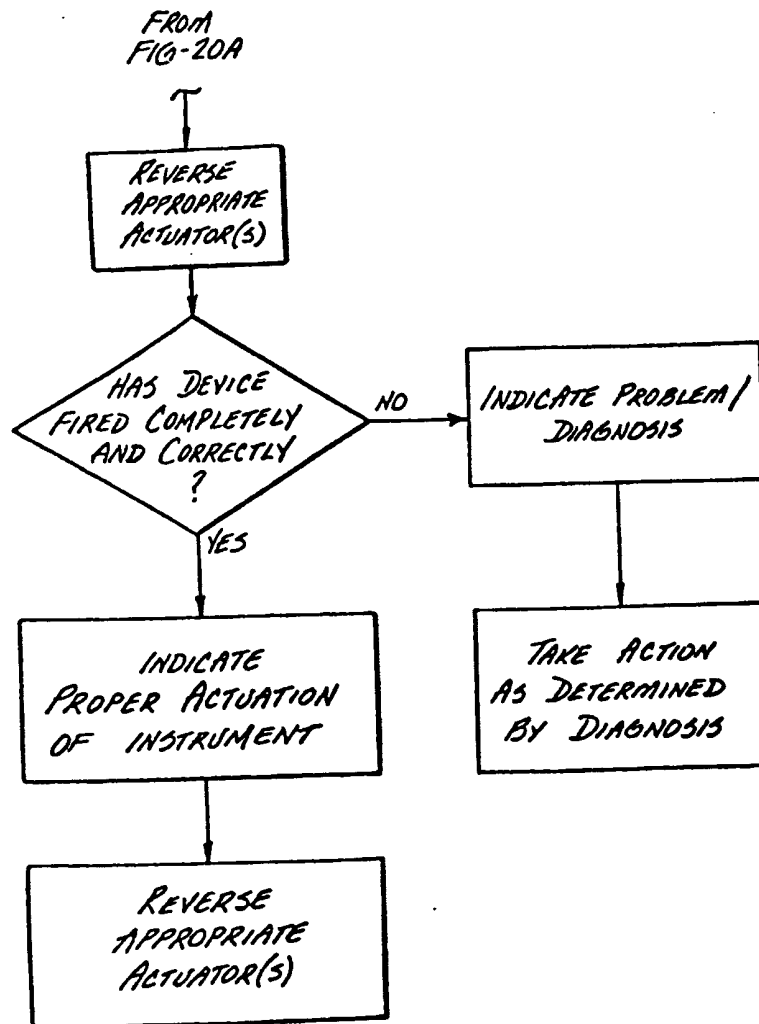 FROM
FIG-20A
REVERSE
APPROPRIATE
ACTUATOR(S)
HAS DEVICE
FIRED COMPLETELY
AND CORRECTLY
?
NO
INDICATE PROBLEM/
DIAGNOSIS
YES
INDICATE
PROPER ACTUATION
OF INSTRUMENT
TAKE ACTION
AS DETERMINED
BY DIAGNOSIS
REVERSE
APPROPRIATE
ACTUATOR(S)